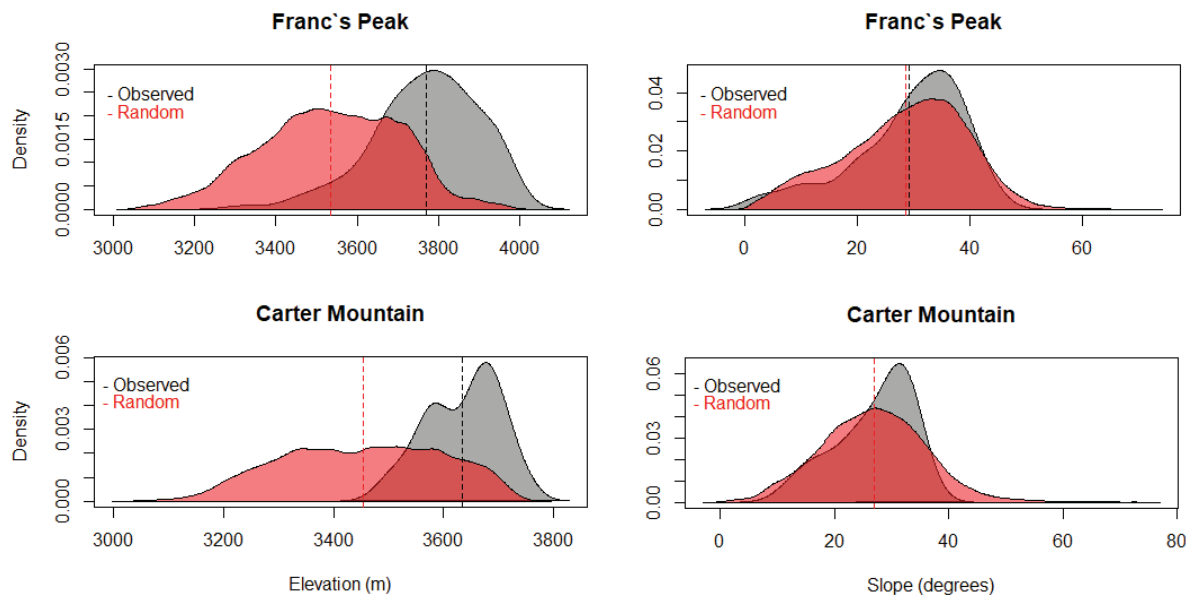 Franc`s Peak
Density
0.0000 0.0015 0.0030
- Observed
- Random
3000 3200 3400 3600 3800 4000
Franc`s Peak
0.00 0.02 0.04
- Observed
- Random
0 20 40 60
Carter Mountain
Density
0.000 0.003 0.006
- Observed
- Random
3000 3200 3400 3600 3800
Elevation (m)
Carter Mountain
0.00 0.03 0.06
- Observed
- Random
0 20 40 60 80
Slope (degrees)